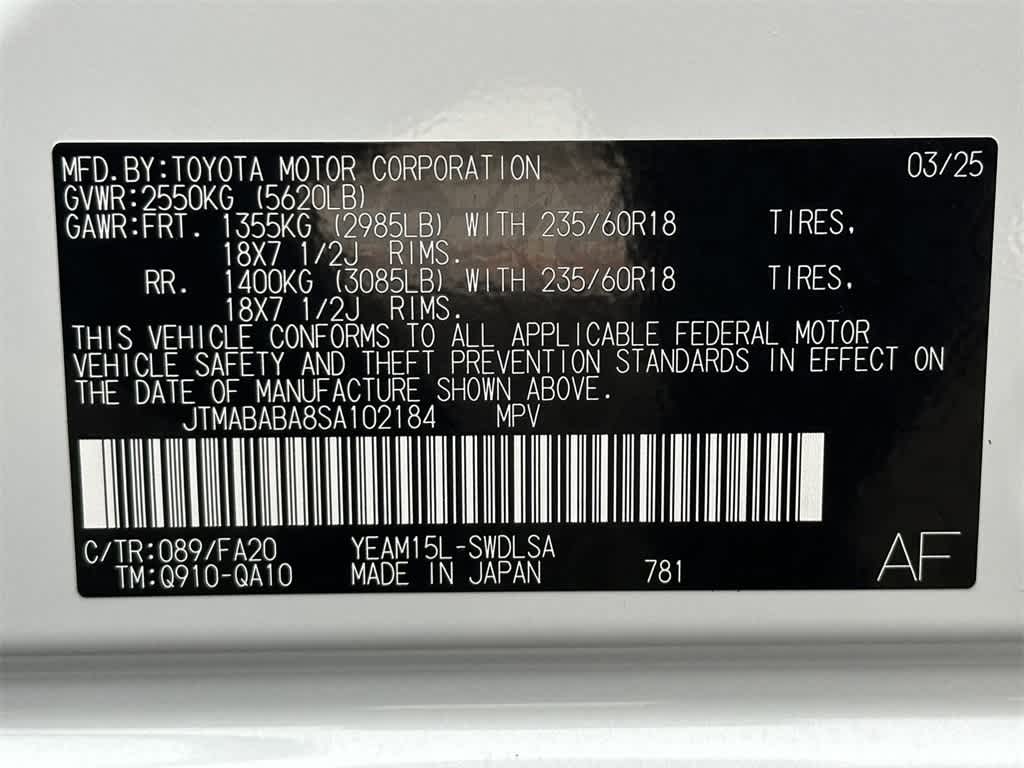 MFD.BY:TOYOTA MOTOR CORPORATION 03/25
GVWR:2550KG (5620LB)
GAWR:FRT. 1355KG (2985LB) WITH 235/60R18 TIRES.
18X7 1/2J RIMS.
RR. 1400KG (3085LB) WITH 235/60R18 TIRES.
18X7 1/2J RIMS.
THIS VEHICLE CONFORMS TO ALL APPLICABLE FEDERAL MOTOR
VEHICLE SAFETY AND THEFT PREVENTION STANDARDS IN EFFECT ON
THE DATE OF MANUFACTURE SHOWN ABOVE.
JTMABABA8SA102184 MPV
C/TR:089/FA20 YEAM15L-SWDLSA
TM:Q910-QA10 MADE IN JAPAN 781 AF